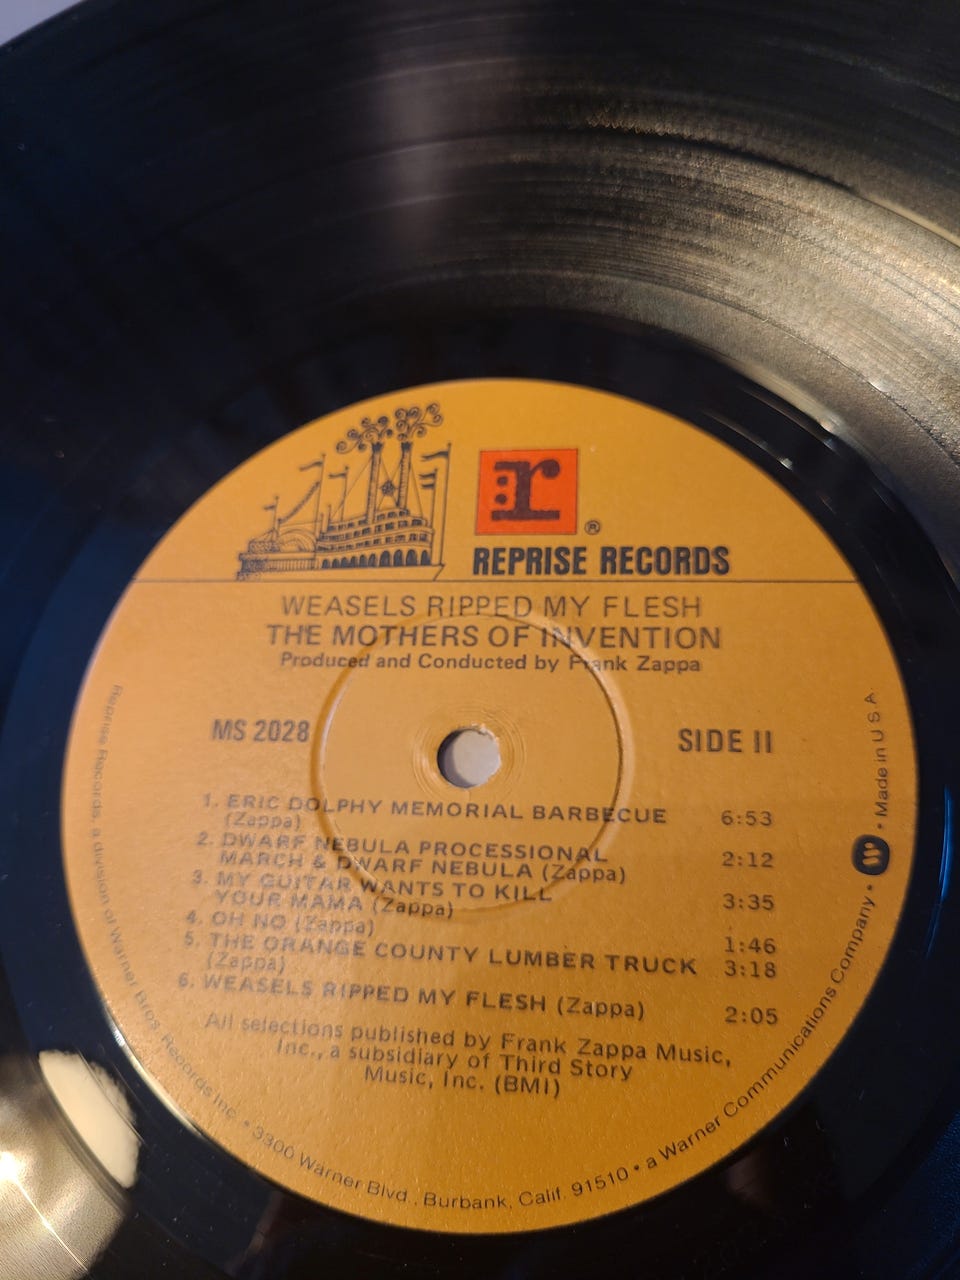 r
®
REPRISE RECORDS
WEASELS RIPPED MY FLESH
THE MOTHERS OF INVENTION
Produced and Conducted by Frank Zappa
MS 2028
SIDE II
1. ERIC DOLPHY MEMORIAL BARBECUE 6:53
(Zappa)
2. DWARF NEBULA PROCESSIONAL
MARCH & DWARF NEBULA (Zappa) 2:12
3. MY GUITAR WANTS TO KILL
YOUR MAMA (Zappa) 3:35
4. OH NO (Zappa) 1:46
5. THE ORANGE COUNTY LUMBER TRUCK 3:18
(Zappa)
6. WEASELS RIPPED MY FLESH (Zappa) 2:05
All selections published by Frank Zappa Music,
Inc., a subsidiary of Third Story
Music, Inc. (BMI)
Reprise Records, a division of Warner Bros. Records Inc. • 3300 Warner Blvd., Burbank, Calif. 91510 • a Warner Communications Company • W • Made in U.S.A.